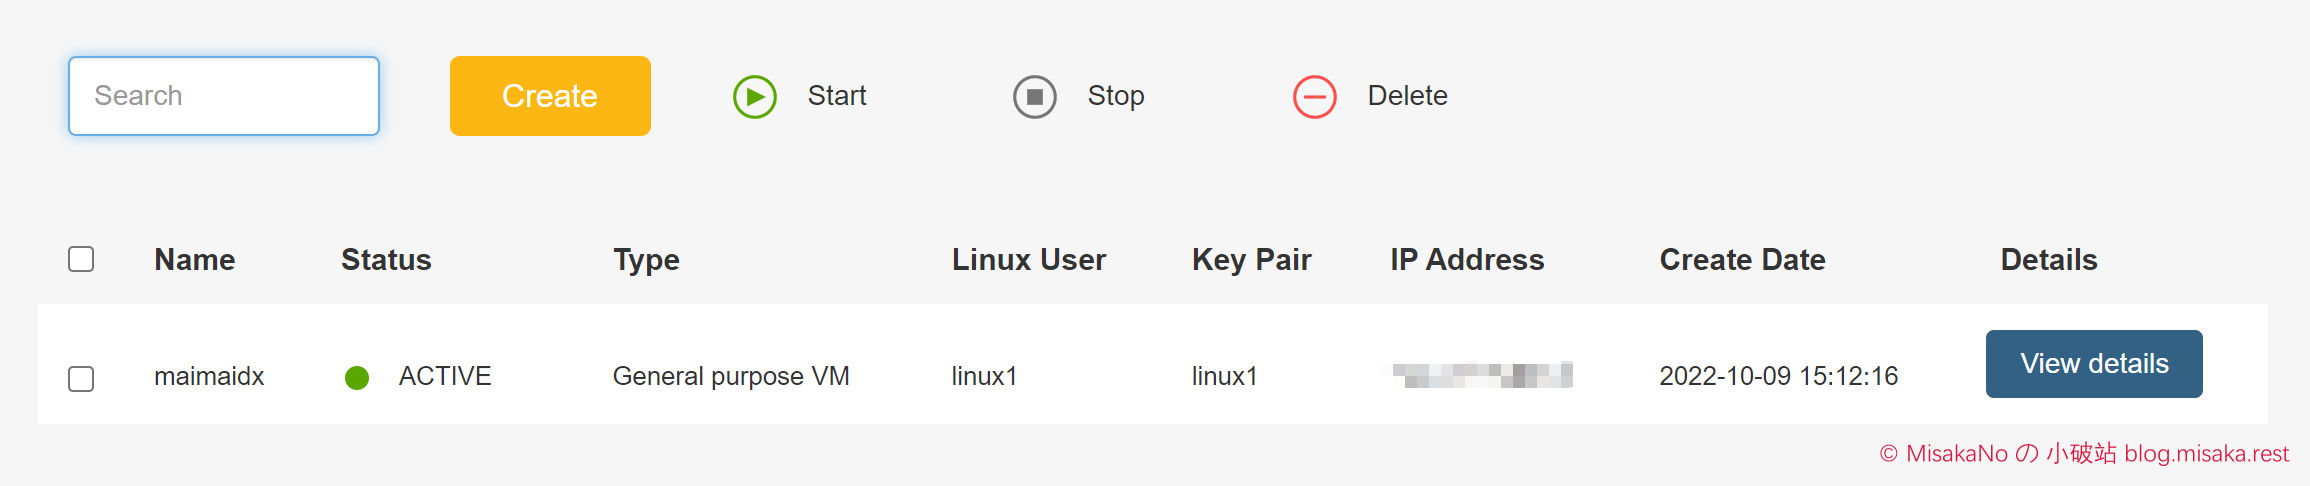 Search Create Start Stop Delete
Name Status Type Linux User Key Pair IP Address Create Date Details
maimaidx ACTIVE General purpose VM linux1 linux1 2022-10-09 15:12:16 View details
© MisakaNo の 小破站 blog.misaka.rest